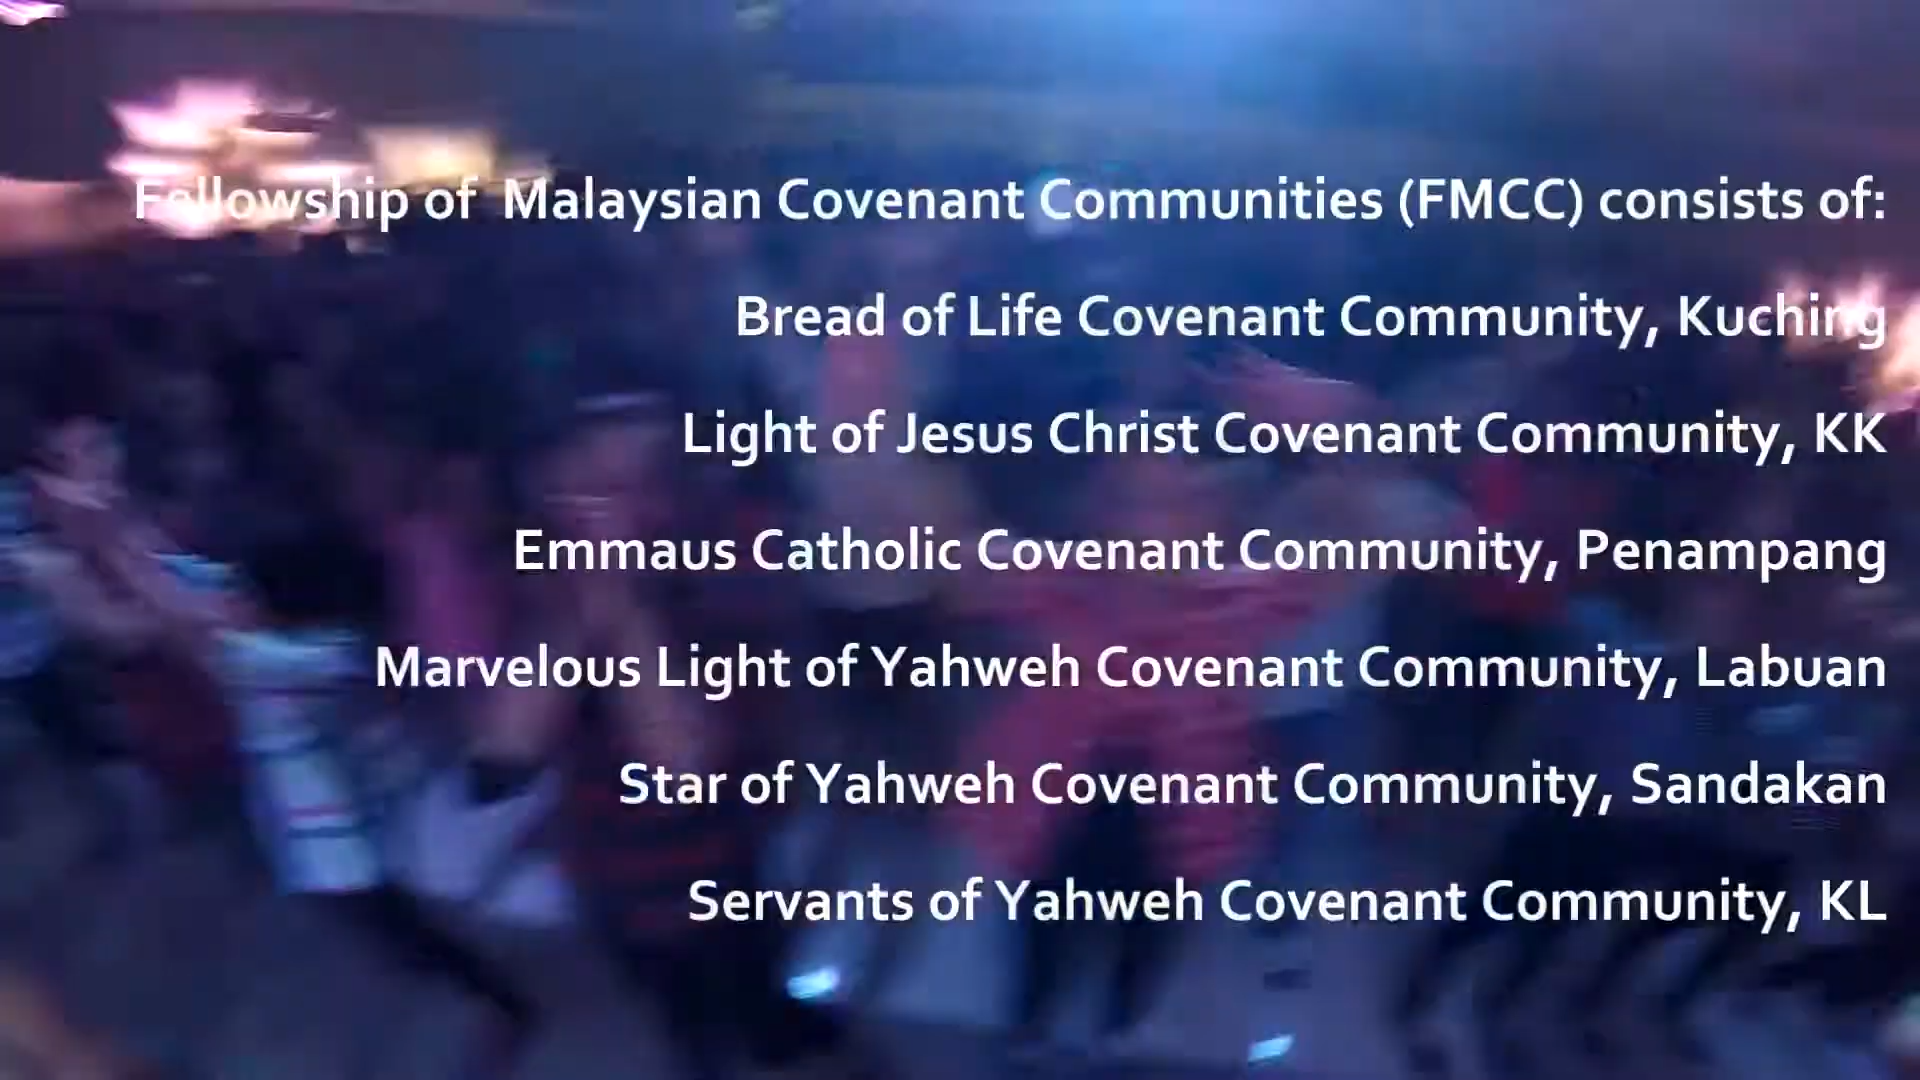 Fellowship of Malaysian Covenant Communities (FMCC) consists of:
Bread of Life Covenant Community, Kuching
Light of Jesus Christ Covenant Community, KK
Emmaus Catholic Covenant Community, Penampang
Marvelous Light of Yahweh Covenant Community, Labuan
Star of Yahweh Covenant Community, Sandakan
Servants of Yahweh Covenant Community, KL